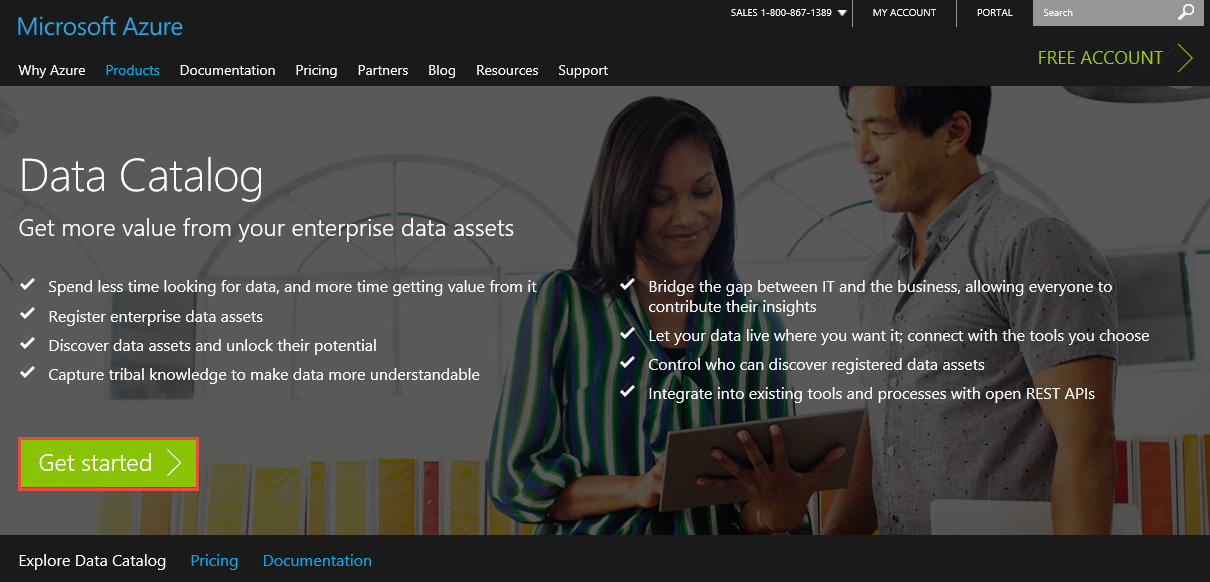 SALES 1-800-867-1389
MY ACCOUNT
PORTAL
Search
Microsoft Azure
FREE ACCOUNT
Why Azure
Products
Documentation
Pricing
Partners
Blog
Resources
Support
Data Catalog
Get more value from your enterprise data assets
Spend less time looking for data, and more time getting value from it
Register enterprise data assets
Discover data assets and unlock their potential
Capture tribal knowledge to make data more understandable
Bridge the gap between IT and the business, allowing everyone to
contribute their insights
Let your data live where you want it; connect with the tools you choose
Control who can discover registered data assets
Integrate into existing tools and processes with open REST APIs
Get started
Explore Data Catalog
Pricing
Documentation